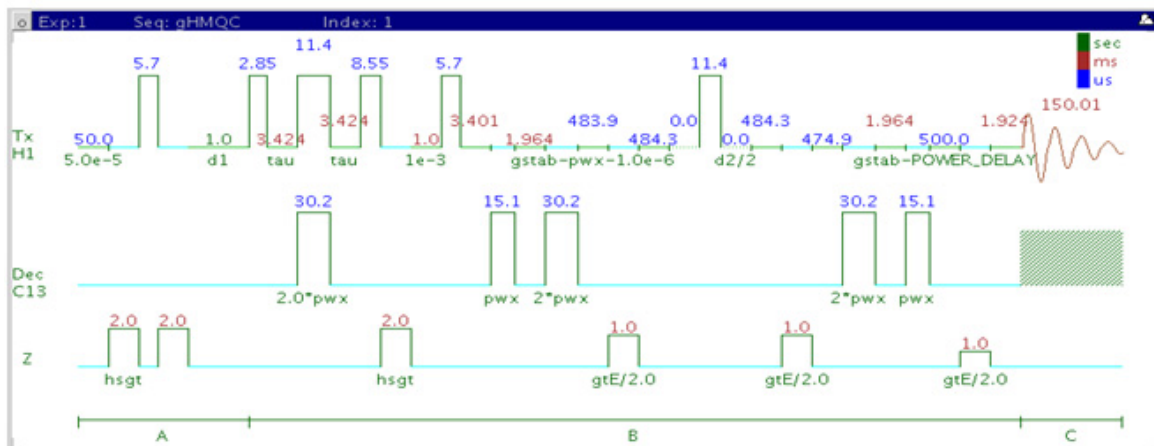 o Exp:1 Seq: gHMQC Index: 1
sec
ms
us
11.4
5.7 2.85 8.55 5.7 11.4
150.01
50.0 1.0 3.424 3.424 1.0 3.401 1.964 483.9 484.3 0.0 0.0 484.3 474.9 1.964 500.0 1.924
Tx
H1
5.0e-5 d1 tau tau 1e-3 gstab-pwx-1.0e-6 d2/2 gstab-POWER_DELAY
30.2 15.1 30.2 30.2 15.1
Dec
C13
2.0*pwx pwx 2*pwx 2*pwx pwx
2.0 2.0 2.0 1.0 1.0 1.0
Z
hsgt hsgt gtE/2.0 gtE/2.0 gtE/2.0
A B C